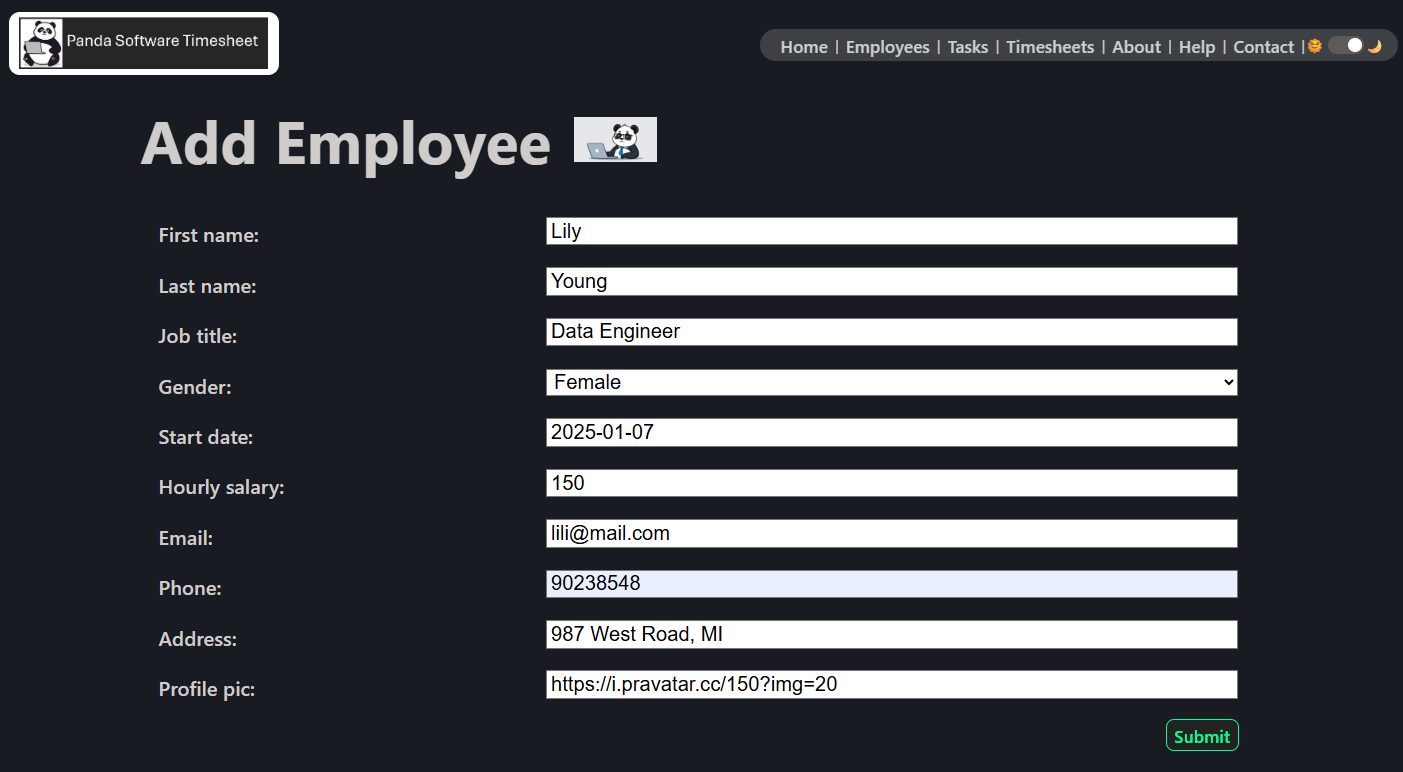 Panda Software Timesheet
Home | Employees | Tasks | Timesheets | About | Help | Contact |
Add Employee
First name: Lily
Last name: Young
Job title: Data Engineer
Gender: Female
Start date: 2025-01-07
Hourly salary: 150
Email: lili@mail.com
Phone: 90238548
Address: 987 West Road, MI
Profile pic: https://i.pravatar.cc/150?img=20
Submit